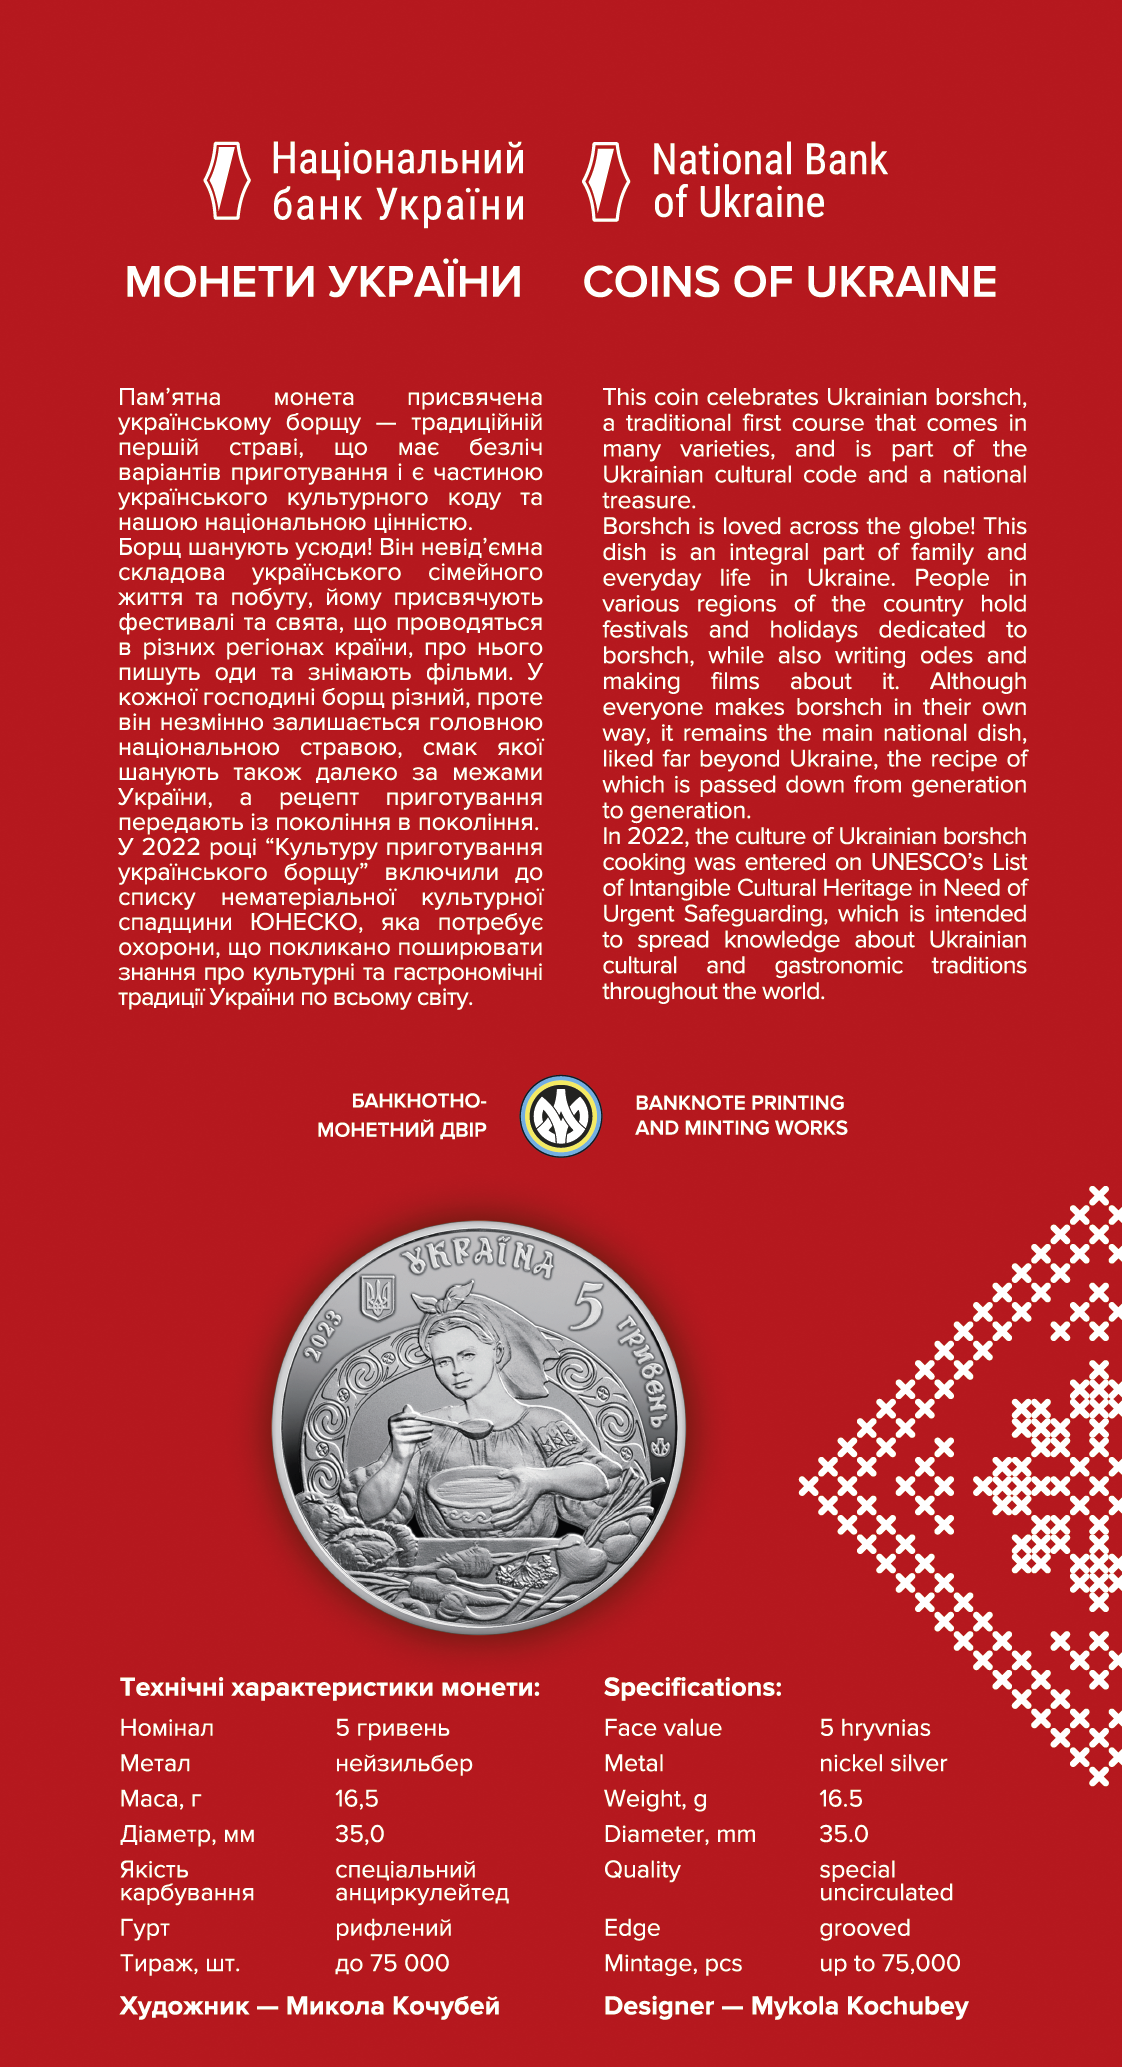 Національний
банк України
National Bank
of Ukraine
МОНЕТИ УКРАЇНИ
COINS OF UKRAINE
Пам’ятна монета присвячена
українському борщу — традиційній
першій страві, що має безліч
варіантів приготування і є частиною
українського культурного коду та
нашою національною цінністю.
Борщ шанують усюди! Він невід’ємна
складова українського сімейного
життя та побуту, йому присвячують
фестивалі та свята, що проводяться
в різних регіонах країни, про нього
пишуть оди та знімають фільми. У
кожної господині борщ різний, проте
він незмінно залишається головною
національною стравою, смак якої
шанують також далеко за межами
України, а рецепт приготування
передають із покоління в покоління.
У 2022 році “Культуру приготування
українського борщу” включили до
списку нематеріальної культурної
спадщини ЮНЕСКО, яка потребує
охорони, що покликано поширювати
знання про культурні та гастрономічні
традиції України по всьому світу.
This coin celebrates Ukrainian borshch,
a traditional first course that comes in
many varieties, and is part of the
Ukrainian cultural code and a national
treasure.
Borshch is loved across the globe! This
dish is an integral part of family and
everyday life in Ukraine. People in
various regions of the country hold
festivals and holidays dedicated to
borshch, while also writing odes and
making films about it. Although
everyone makes borshch in their own
way, it remains the main national dish,
liked far beyond Ukraine, the recipe of
which is passed down from generation
to generation.
In 2022, the culture of Ukrainian borshch
cooking was entered on UNESCO’s List
of Intangible Cultural Heritage in Need of
Urgent Safeguarding, which is intended
to spread knowledge about Ukrainian
cultural and gastronomic traditions
throughout the world.
БАНКНОТНО-
МОНЕТНИЙ ДВІР
BANKNOTE PRINTING
AND MINTING WORKS
УКРАЇНА
2023
5
гривень
Технічні характеристики монети:
Номінал 5 гривень
Метал нейзильбер
Маса, г 16,5
Діаметр, мм 35,0
Якість спеціальний
карбування анциркулейтед
Гурт рифлений
Тираж, шт. до 75 000
Художник — Микола Кочубей
Specifications:
Face value 5 hryvnias
Metal nickel silver
Weight, g 16.5
Diameter, mm 35.0
Quality special
uncirculated
Edge grooved
Mintage, pcs up to 75,000
Designer — Mykola Kochubey